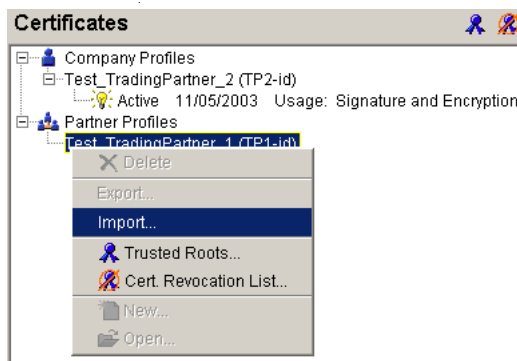 Certificates
Company Profiles
Test_TradingPartner_2 (TP2-id)
Active 11/05/2003 Usage: Signature and Encryption
Partner Profiles
Test_TradingPartner_1 (TP1-id)
Delete
Export...
Import...
Trusted Roots...
Cert. Revocation List...
New...
Open...